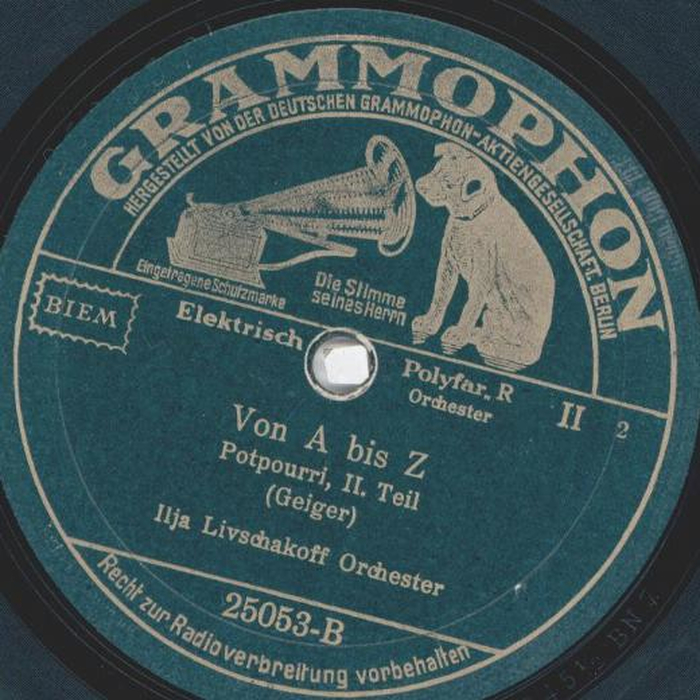 GRAMMOPHON
HERGESTELLT VON DER DEUTSCHEN GRAMMOPHON-AKTIENGESELLSCHAFT. BERLIN
Eingetragene Schutzmarke
Die Stimme
seines Herrn
BIEM
Elektrisch
Polyfar. R
Orchester
II 2
Von A bis Z
Potpourri, II. Teil
(Geiger)
Ilja Livschakoff Orchester
25053-B
Recht zur Radioverbreitung vorbehalten